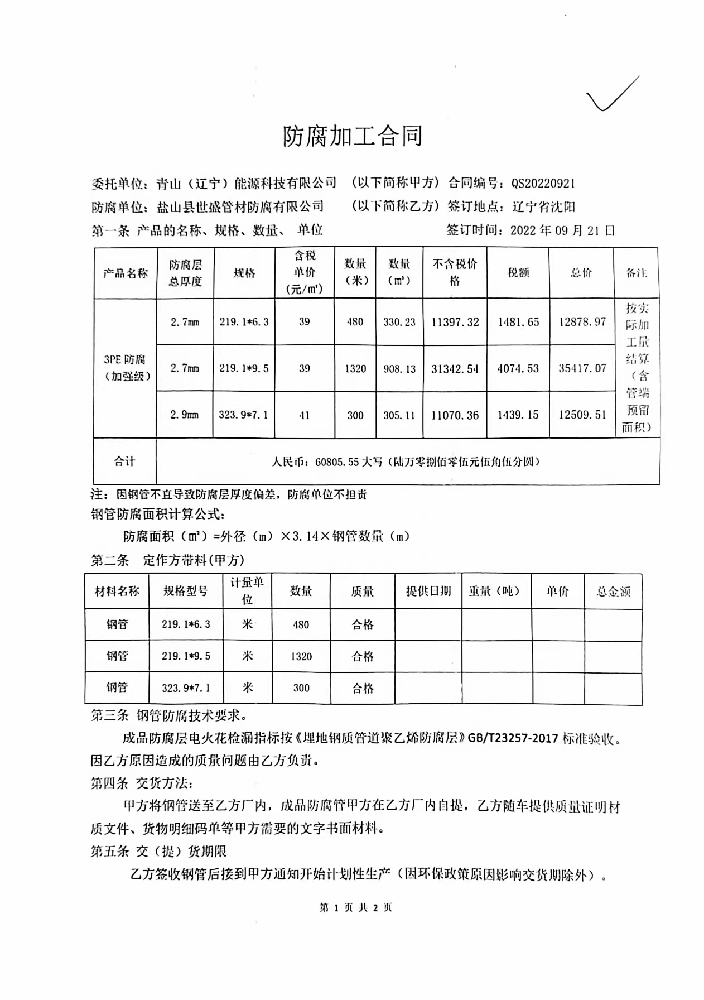 防腐加工合同
委托单位：青山（辽宁）能源科技有限公司 （以下简称甲方） 合同编号：QS20220921
防腐单位：盐山县世盛管材防腐有限公司 （以下简称乙方） 签订地点：辽宁省沈阳
第一条 产品的名称、规格、数量、 单位 签订时间：2022 年 09 月 21 日
产品名称 防腐层总厚度 规格 含税单价（元/㎡） 数量（米） 数量（㎡） 不含税价格 税额 总价 备注
3PE 防腐（加强级） 2.7mm 219.1*6.3 39 480 330.23 11397.32 1481.65 12878.97 按实际加工量结算（含管端预留面积）
2.7mm 219.1*9.5 39 1320 908.13 31342.54 4074.53 35417.07
2.9mm 323.9*7.1 41 300 305.11 11070.36 1439.15 12509.51
合计 人民币：60805.55 大写（陆万零捌佰零伍元伍角伍分圆）
注：因钢管不直导致防腐层厚度偏差，防腐单位不担责
钢管防腐面积计算公式：
防腐面积（㎡）=外径（m）×3.14×钢管数量（m）
第二条 定作方带料(甲方)
材料名称 规格型号 计量单位 数量 质量 提供日期 重量（吨） 单价 总金额
钢管 219.1*6.3 米 480 合格
钢管 219.1*9.5 米 1320 合格
钢管 323.9*7.1 米 300 合格
第三条 钢管防腐技术要求。
成品防腐层电火花检漏指标按《埋地钢质管道聚乙烯防腐层》GB/T23257-2017 标准验收。
因乙方原因造成的质量问题由乙方负责。
第四条 交货方法：
甲方将钢管送至乙方厂内，成品防腐管甲方在乙方厂内自提，乙方随车提供质量证明材
质文件、货物明细码单等甲方需要的文字书面材料。
第五条 交（提）货期限
乙方签收钢管后接到甲方通知开始计划性生产（因环保政策原因影响交货期除外）。
第 1 页 共 2 页